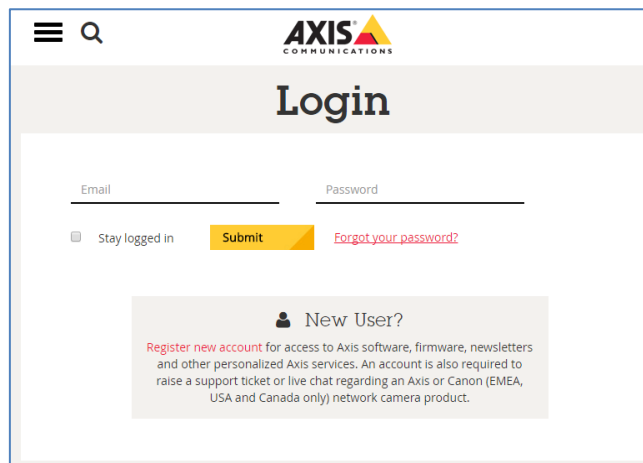 AXIS
COMMUNICATIONS
Login
Email
Password
Stay logged in
Submit
Forgot your password?
New User?
Register new account for access to Axis software, firmware, newsletters
and other personalized Axis services. An account is also required to
raise a support ticket or live chat regarding an Axis or Canon (EMEA,
USA and Canada only) network camera product.